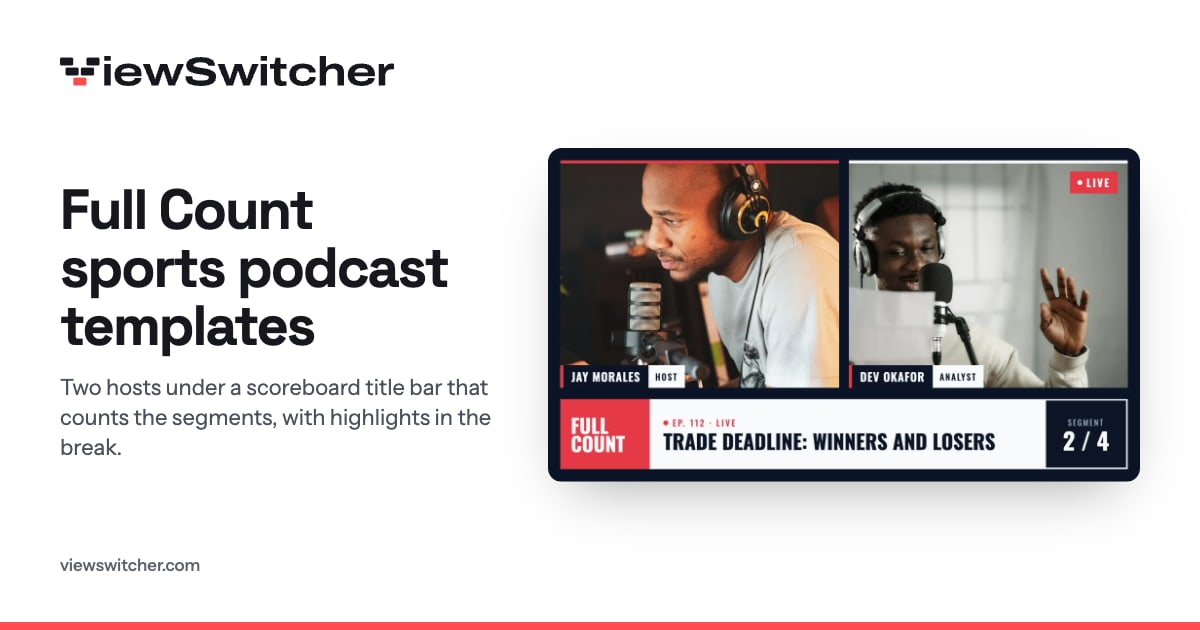 ViewSwitcher
Full Count
sports podcast
templates
Two hosts under a scoreboard title bar that
counts the segments, with highlights in the
break.
viewswitcher.com
LIVE
JAY MORALES HOST
DEV OKAFOR ANALYST
FULL
COUNT
EP. 112 · LIVE
TRADE DEADLINE: WINNERS AND LOSERS
SEGMENT
2 / 4